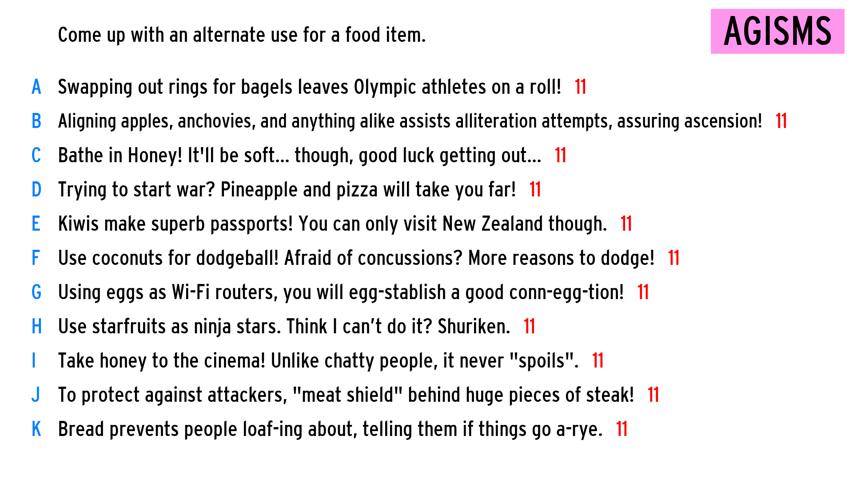 Come up with an alternate use for a food item.
AGISMS
A Swapping out rings for bagels leaves Olympic athletes on a roll! 11
B Aligning apples, anchovies, and anything alike assists alliteration attempts, assuring ascension! 11
C Bathe in Honey! It'll be soft... though, good luck getting out... 11
D Trying to start war? Pineapple and pizza will take you far! 11
E Kiwis make superb passports! You can only visit New Zealand though. 11
F Use coconuts for dodgeball! Afraid of concussions? More reasons to dodge! 11
G Using eggs as Wi-Fi routers, you will egg-stablish a good conn-egg-tion! 11
H Use starfruits as ninja stars. Think I can’t do it? Shuriken. 11
I Take honey to the cinema! Unlike chatty people, it never "spoils". 11
J To protect against attackers, "meat shield" behind huge pieces of steak! 11
K Bread prevents people loaf-ing about, telling them if things go a-rye. 11